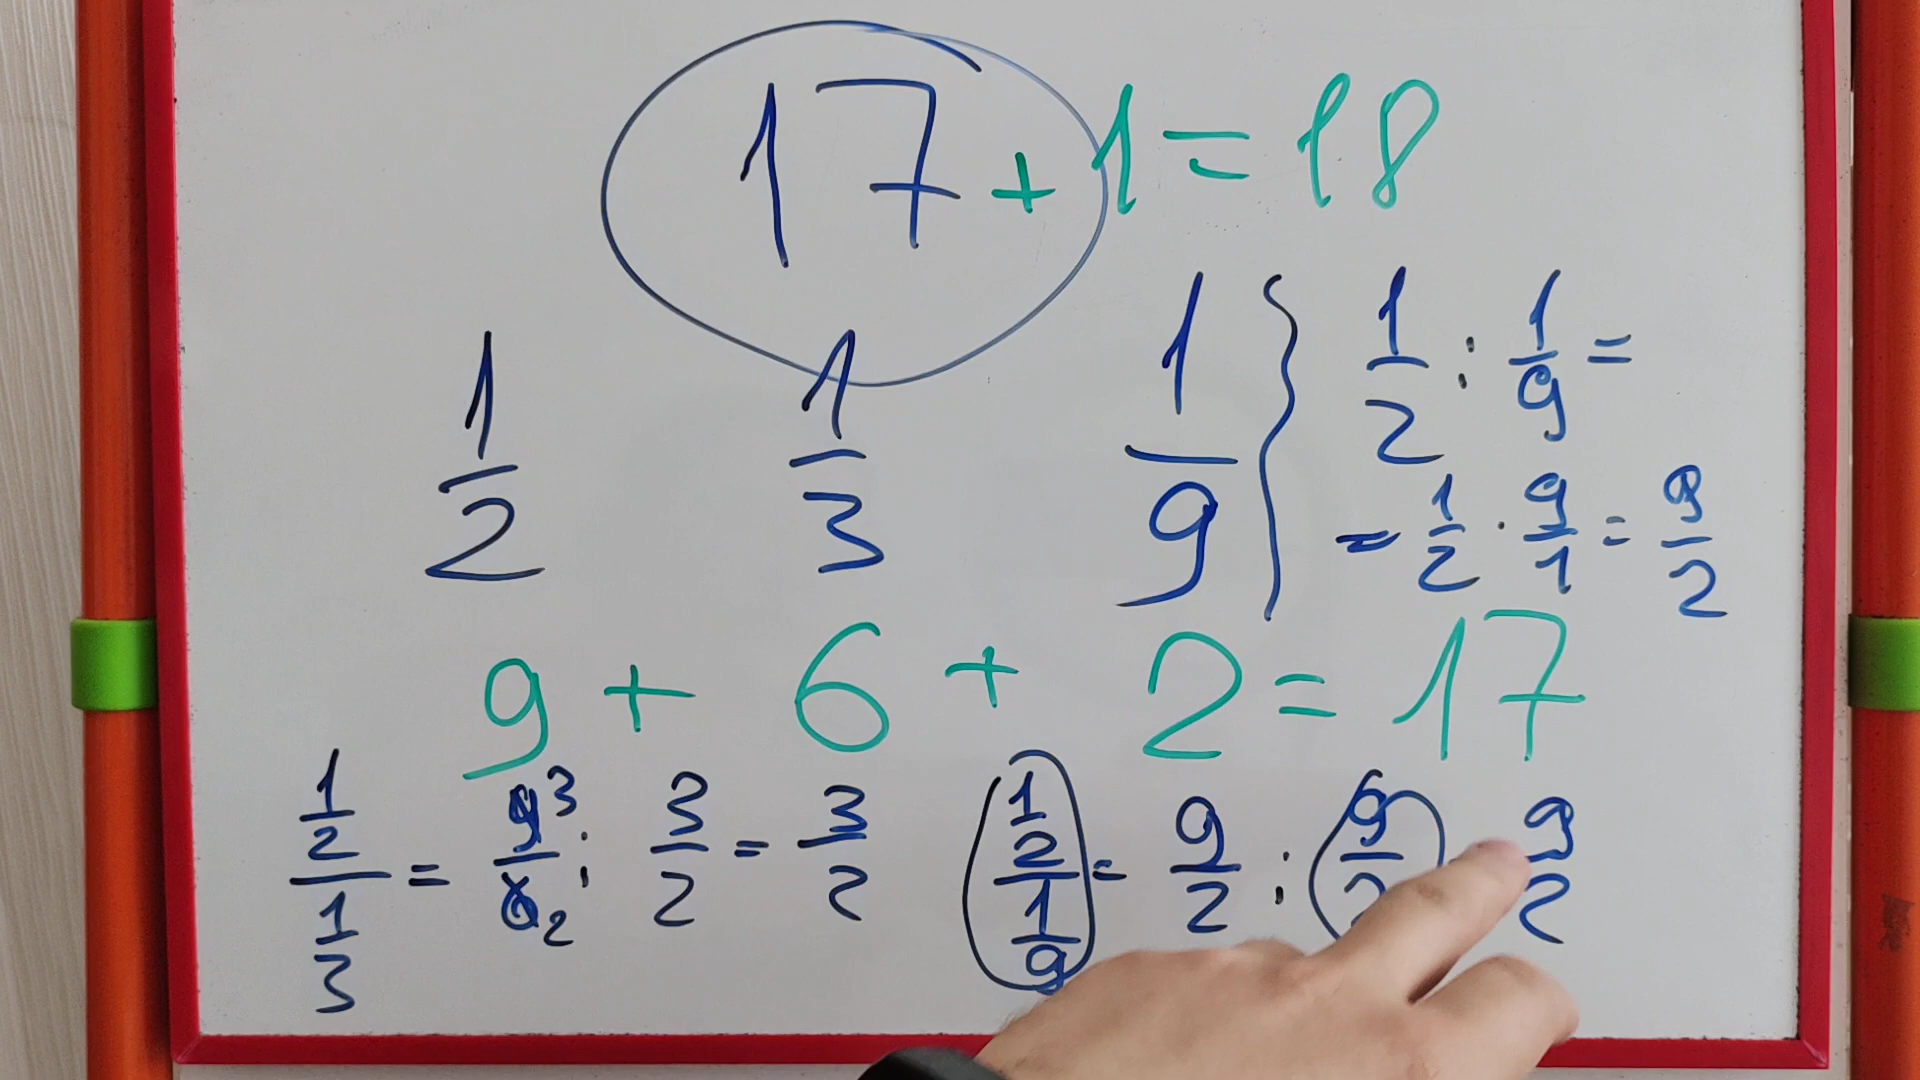 17 + 1 = 18
1/2 1/3 1/9 } 1/2 : 1/9 =
= 1/2 · 9/1 = 9/2
9 + 6 + 2 = 17
(1/2)/(1/3) = 9³/6₂ : 3/2 = 3/2 (1/2)/(1/9) = 9/2 : 9/2 9/2